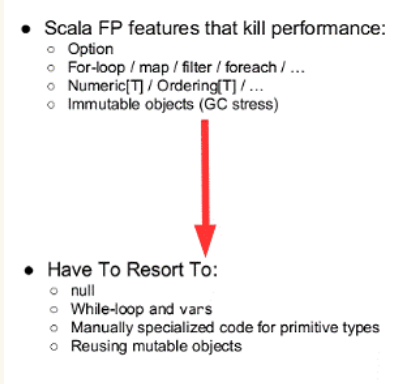 ● Scala FP features that kill performance:
○ Option
○ For-loop / map / filter / foreach / ...
○ Numeric[T] / Ordering[T] / ...
○ Immutable objects (GC stress)
● Have To Resort To:
○ null
○ While-loop and vars
○ Manually specialized code for primitive types
○ Reusing mutable objects